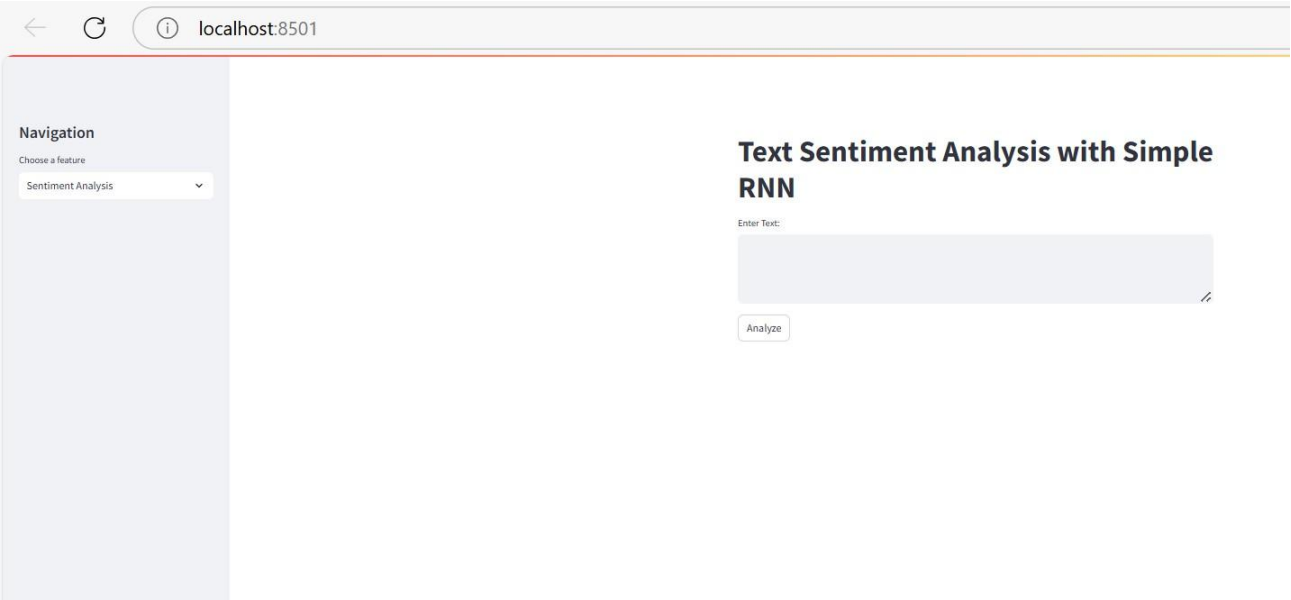 localhost:8501
Navigation
Choose a feature
Sentiment Analysis
Text Sentiment Analysis with Simple
RNN
Enter Text:
Analyze